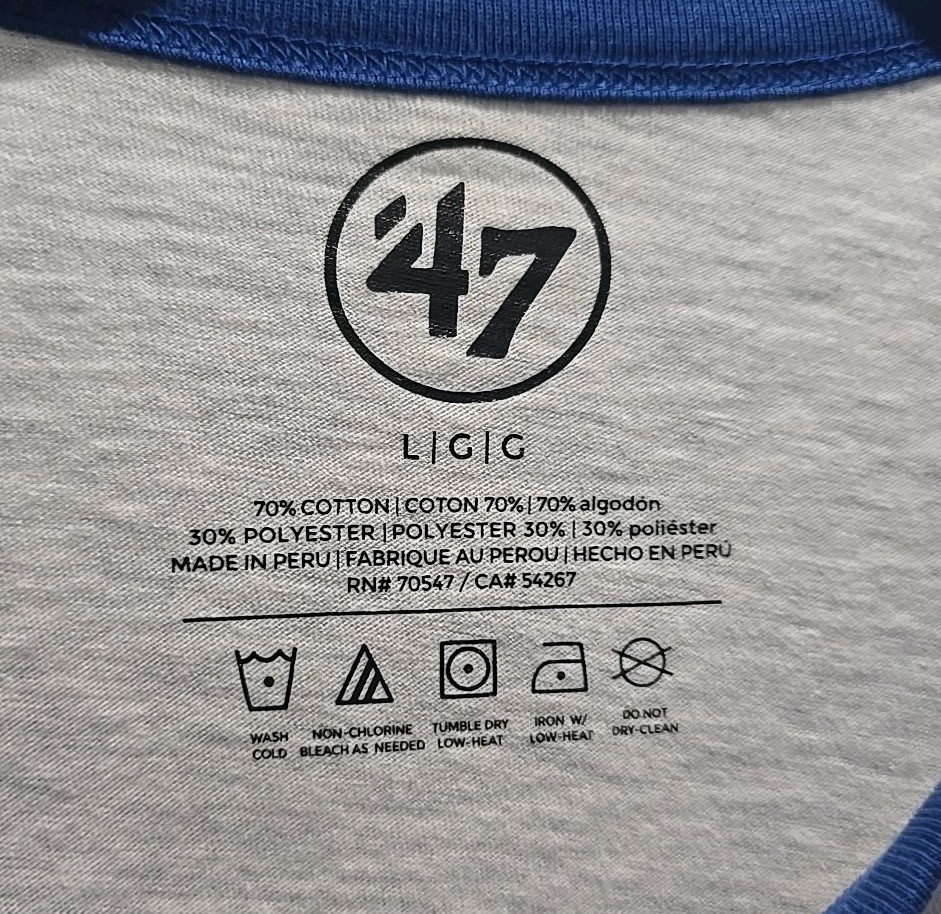 '47
L | G | G
70% COTTON | COTON 70% | 70% algodón
30% POLYESTER | POLYESTER 30% | 30% poliéster
MADE IN PERU | FABRIQUE AU PEROU | HECHO EN PERÚ
RN# 70547 / CA# 54267
WASH COLD
NON-CHLORINE BLEACH AS NEEDED
TUMBLE DRY LOW-HEAT
IRON W/ LOW-HEAT
DO NOT DRY-CLEAN